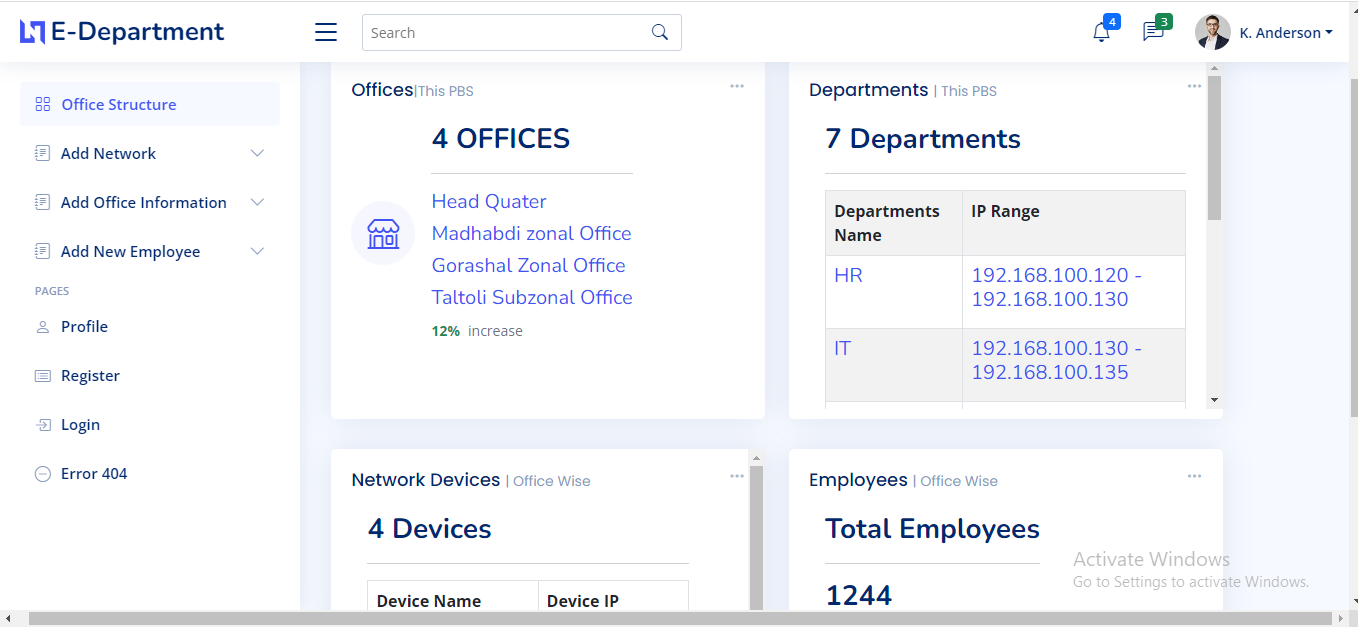 E-Department
Search
4
3
K. Anderson
Office Structure
Add Network
Add Office Information
Add New Employee
PAGES
Profile
Register
Login
Error 404
Offices|This PBS
4 OFFICES
Head Quater
Madhabdi zonal Office
Gorashal Zonal Office
Taltoli Subzonal Office
12% increase
Departments | This PBS
7 Departments
Departments Name
IP Range
HR
192.168.100.120 -
192.168.100.130
IT
192.168.100.130 -
192.168.100.135
Network Devices | Office Wise
4 Devices
Device Name
Device IP
Employees | Office Wise
Total Employees
1244
Activate Windows
Go to Settings to activate Windows.